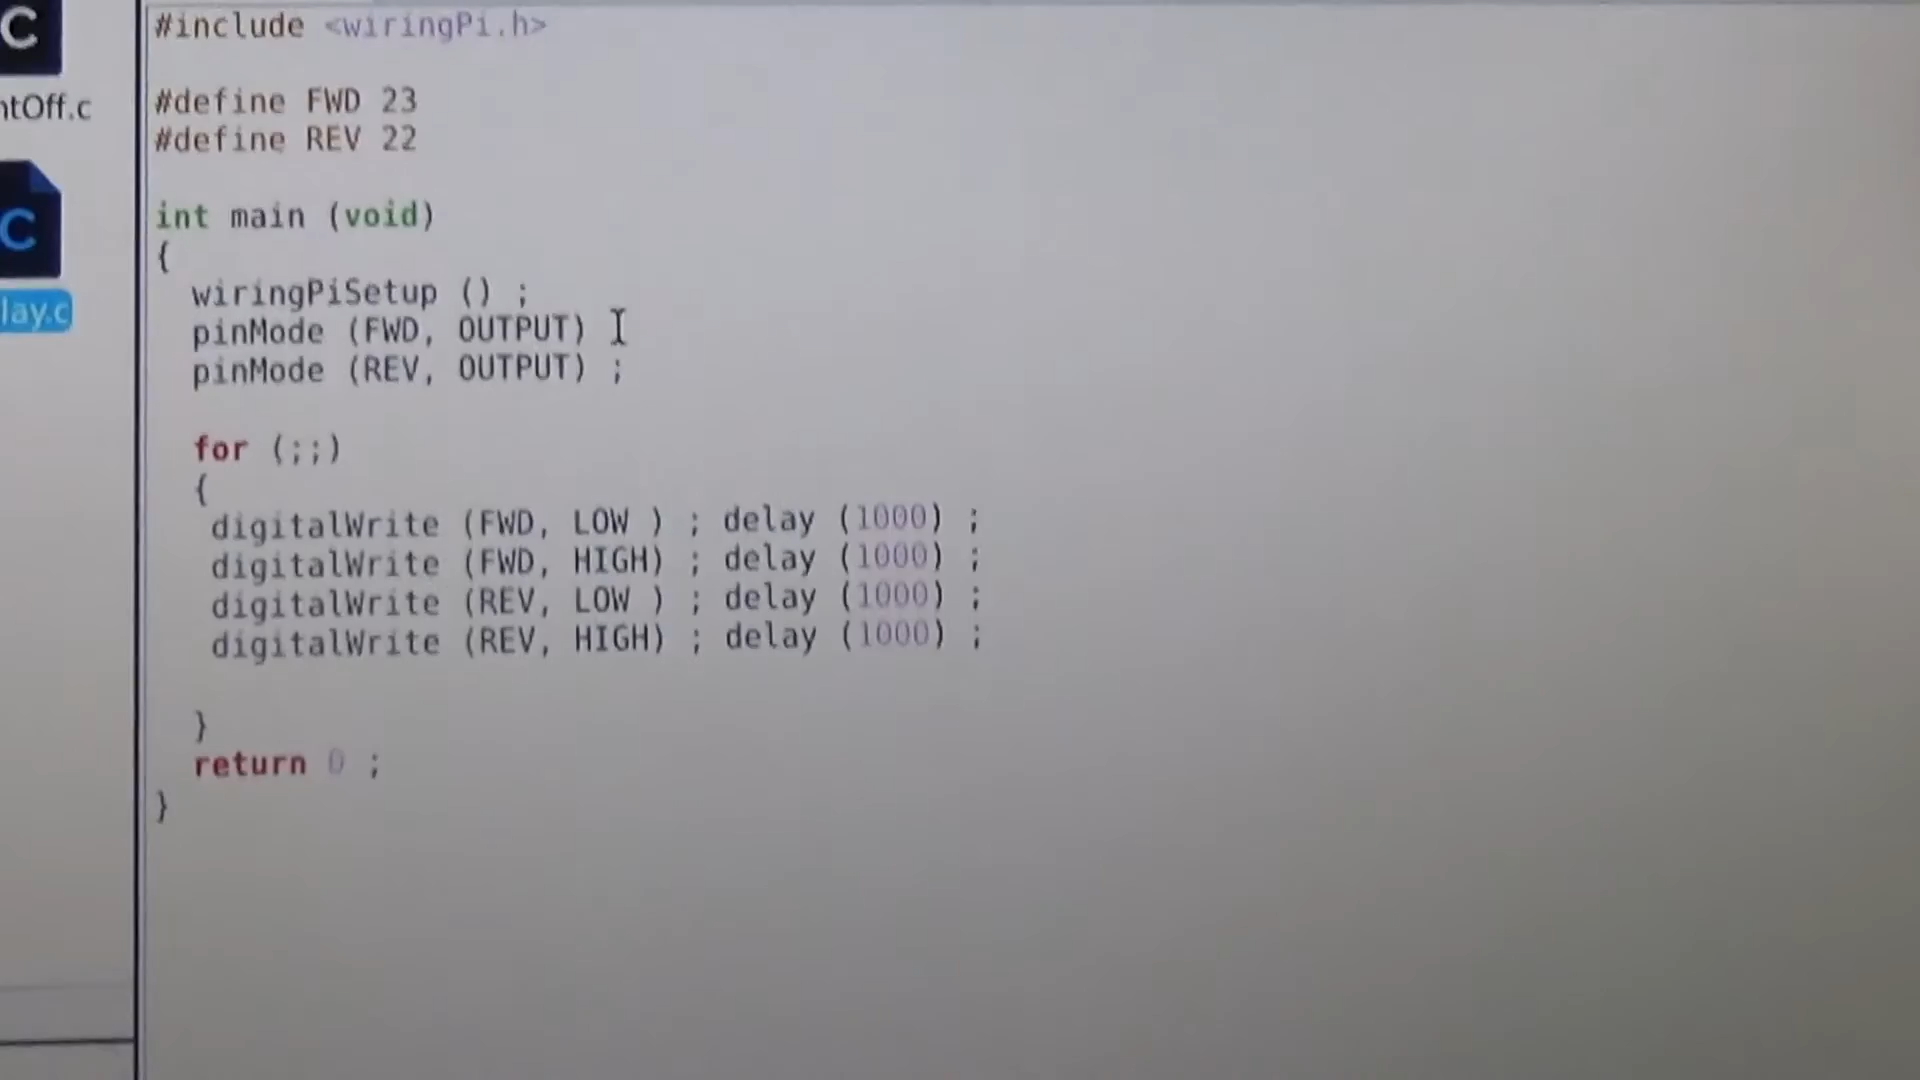 #include <wiringPi.h>
C
#define FWD 23
ntOff.c
#define REV 22
int main (void)
C
{
wiringPiSetup () ;
lay.c
pinMode (FWD, OUTPUT)
pinMode (REV, OUTPUT) ;
for (;;)
{
digitalWrite (FWD, LOW ) ; delay (1000) ;
digitalWrite (FWD, HIGH) ; delay (1000) ;
digitalWrite (REV, LOW ) ; delay (1000) ;
digitalWrite (REV, HIGH) ; delay (1000) ;
}
return 0 ;
}